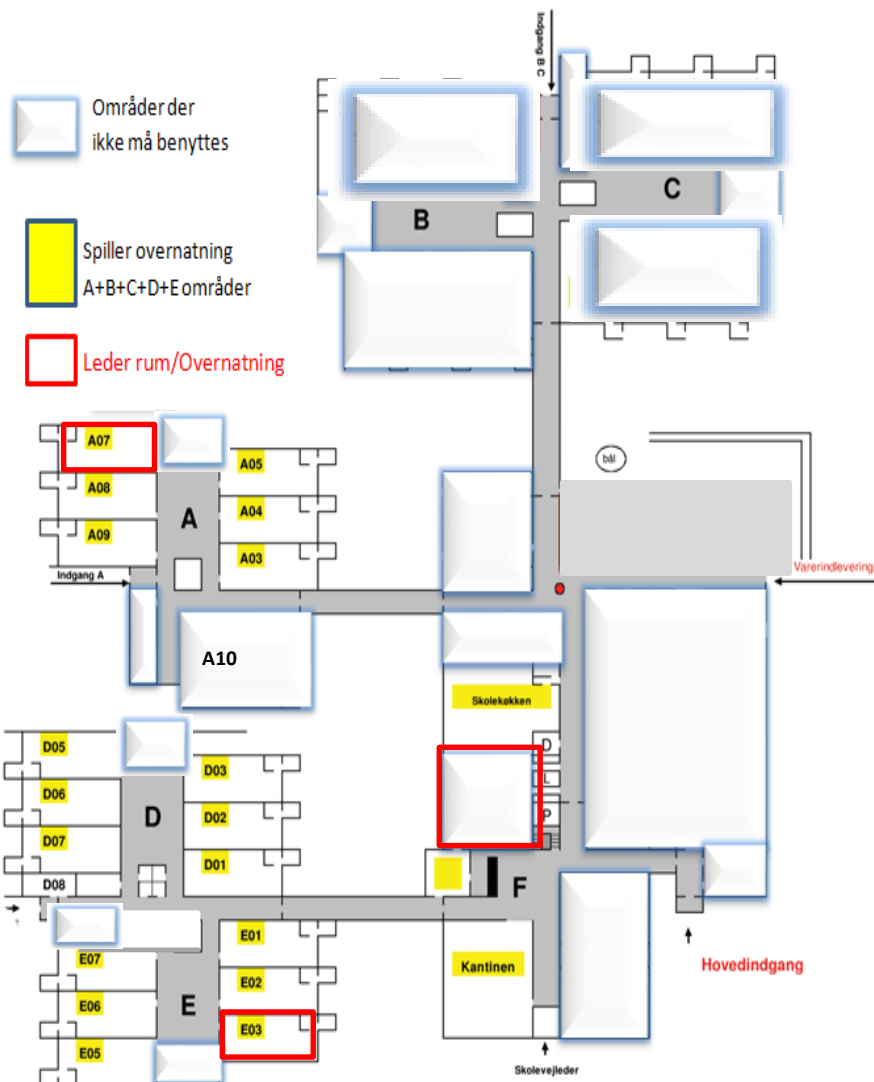 Indgang B C
Områder der
ikke må benyttes
B
C
Spiller overnatning
A+B+C+D+E områder
Leder rum/Overnatning
A07
A08
A09
A
A05
A04
A03
bål
Indgang A
Varerindlevering
A10
Skolekøkken
D05
D06
D07
D08
D
D03
D02
D01
D
L
P
F
E07
E06
E05
E
E01
E02
E03
Kantinen
Hovedindgang
Skolevejleder